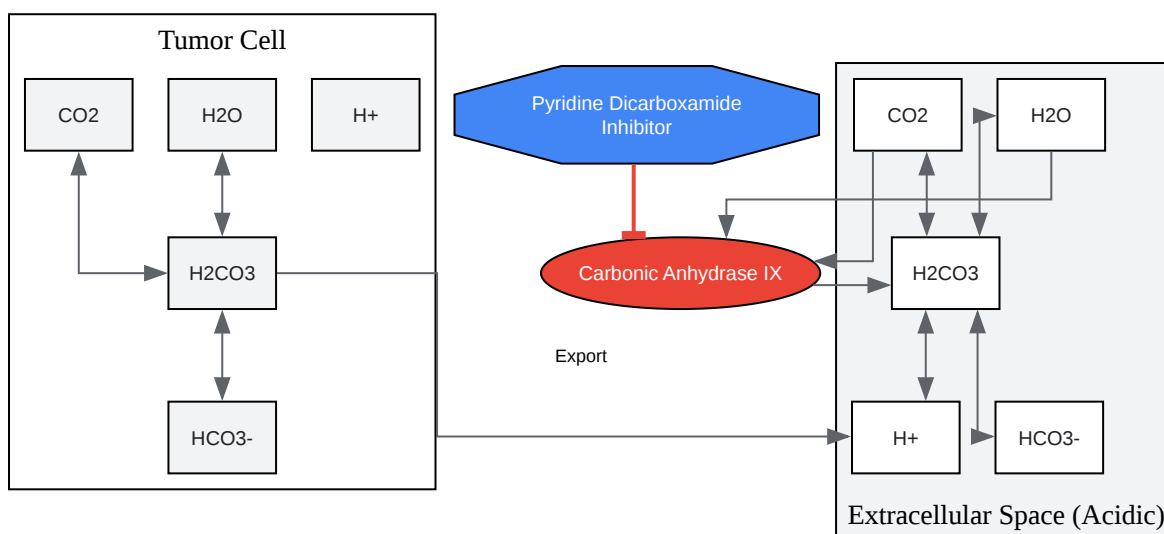 Tumor Cell
CO2
H2O
H+
H2CO3
HCO3-
Pyridine Dicarboxamide
Inhibitor
Carbonic Anhydrase IX
Export
CO2
H2O
H2CO3
H+
HCO3-
Extracellular Space (Acidic)